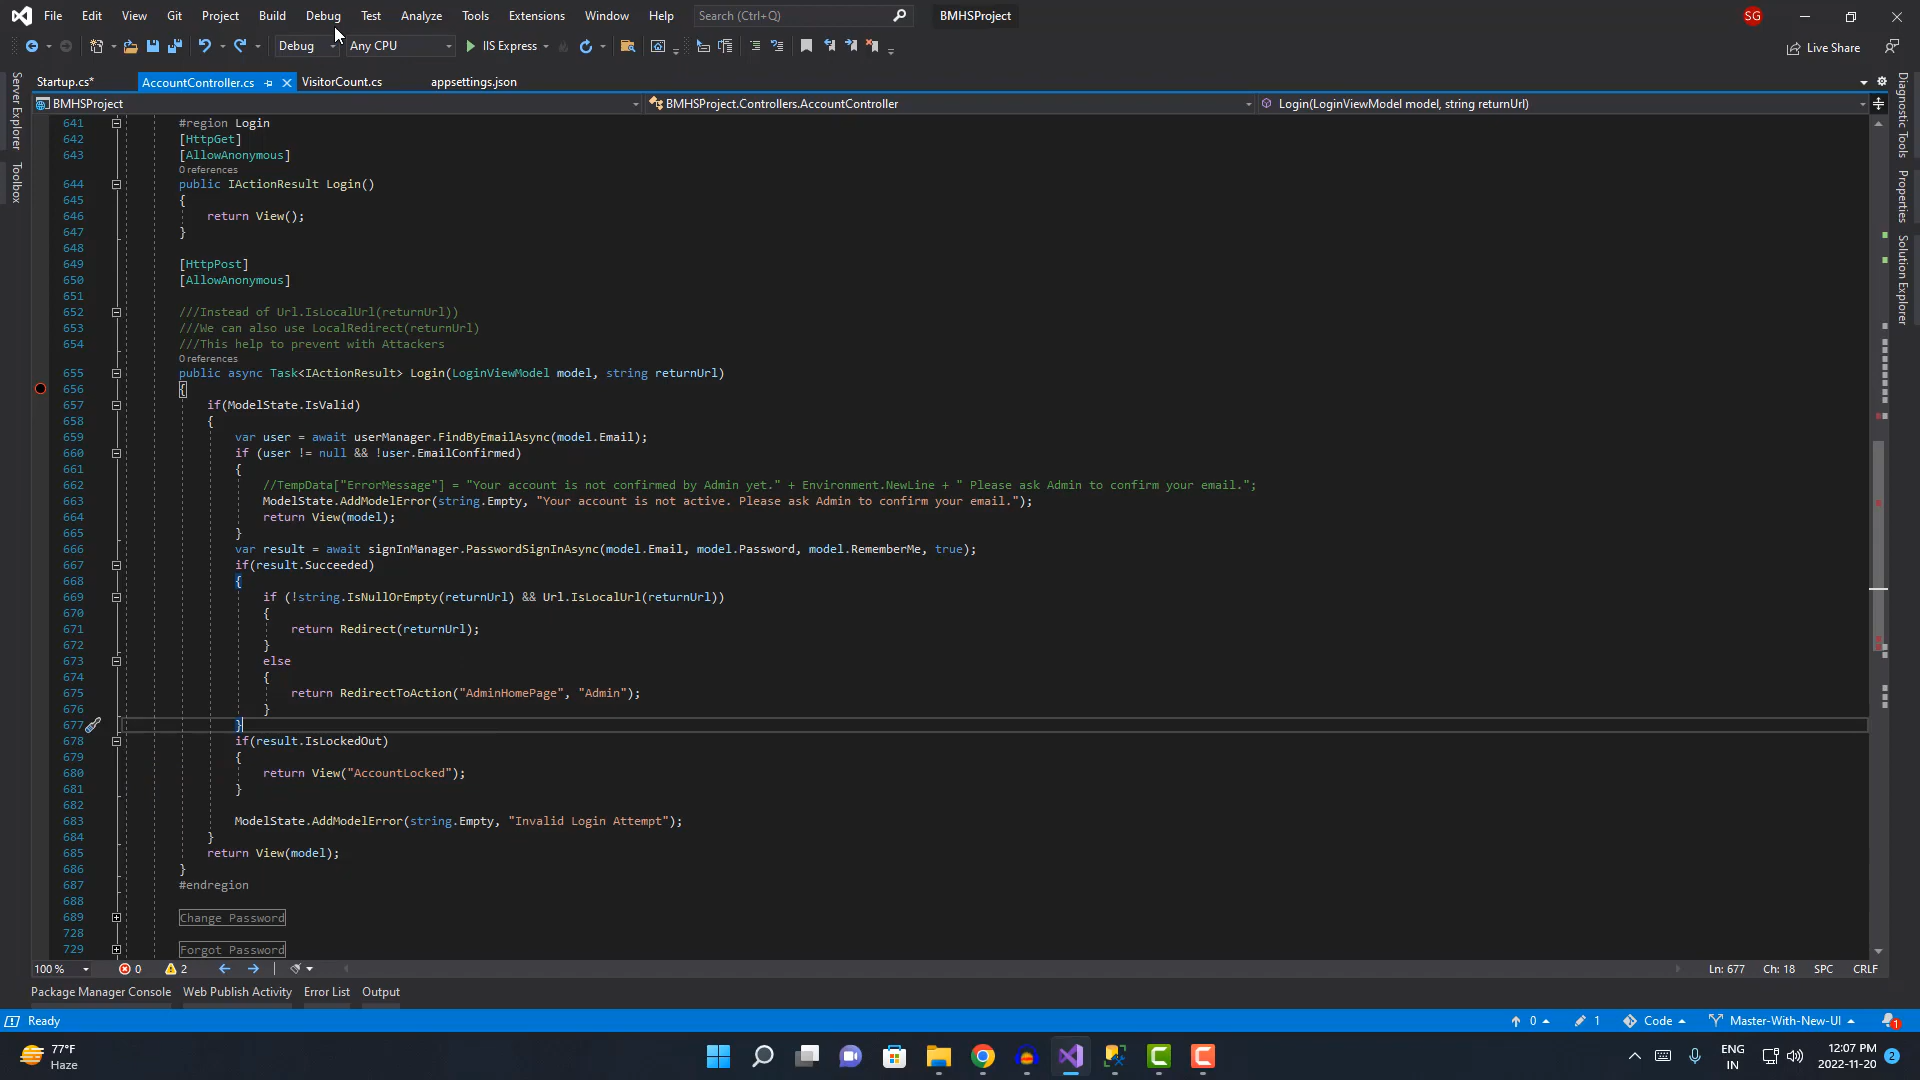 File Edit View Git Project Build Debug Test Analyze Tools Extensions Window Help Search (Ctrl+Q) BMHSProject SG
Debug Any CPU IIS Express Live Share
Startup.cs* AccountController.cs VisitorCount.cs appsettings.json
BMHSProject BMHSProject.Controllers.AccountController Login(LoginViewModel model, string returnUrl)
Server Explorer
Toolbox
Diagnostic Tools
Properties
Solution Explorer
641 #region Login
642 [HttpGet]
643 [AllowAnonymous]
0 references
644 public IActionResult Login()
645 {
646 return View();
647 }
648
649 [HttpPost]
650 [AllowAnonymous]
651
652 ///Instead of Url.IsLocalUrl(returnUrl))
653 ///We can also use LocalRedirect(returnUrl)
654 ///This help to prevent with Attackers
0 references
655 public async Task<IActionResult> Login(LoginViewModel model, string returnUrl)
656 {
657 if(ModelState.IsValid)
658 {
659 var user = await userManager.FindByEmailAsync(model.Email);
660 if (user != null && !user.EmailConfirmed)
661 {
662 //TempData["ErrorMessage"] = "Your account is not confirmed by Admin yet." + Environment.NewLine + " Please ask Admin to confirm your email.";
663 ModelState.AddModelError(string.Empty, "Your account is not active. Please ask Admin to confirm your email.");
664 return View(model);
665 }
666 var result = await signInManager.PasswordSignInAsync(model.Email, model.Password, model.RememberMe, true);
667 if(result.Succeeded)
668 {
669 if (!string.IsNullOrEmpty(returnUrl) && Url.IsLocalUrl(returnUrl))
670 {
671 return Redirect(returnUrl);
672 }
673 else
674 {
675 return RedirectToAction("AdminHomePage", "Admin");
676 }
677 }
678 if(result.IsLockedOut)
679 {
680 return View("AccountLocked");
681 }
682
683 ModelState.AddModelError(string.Empty, "Invalid Login Attempt");
684 }
685 return View(model);
686 }
687 #endregion
688
689 Change Password
728
729 Forgot Password
100 % 0 2 Ln: 677 Ch: 18 SPC CRLF
Package Manager Console Web Publish Activity Error List Output
Ready 0 1 Code Master-With-New-UI 1
77°F Haze
ENG IN
12:07 PM
2022-11-20
2